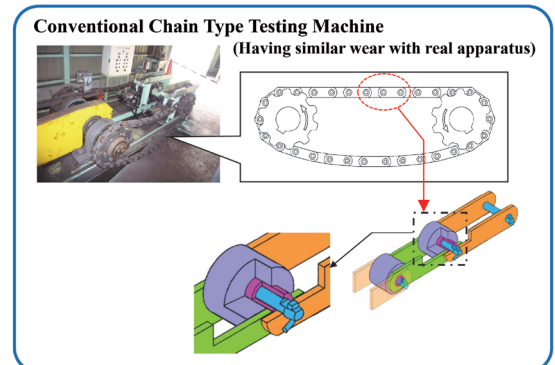 Conventional Chain Type Testing Machine
(Having similar wear with real apparatus)